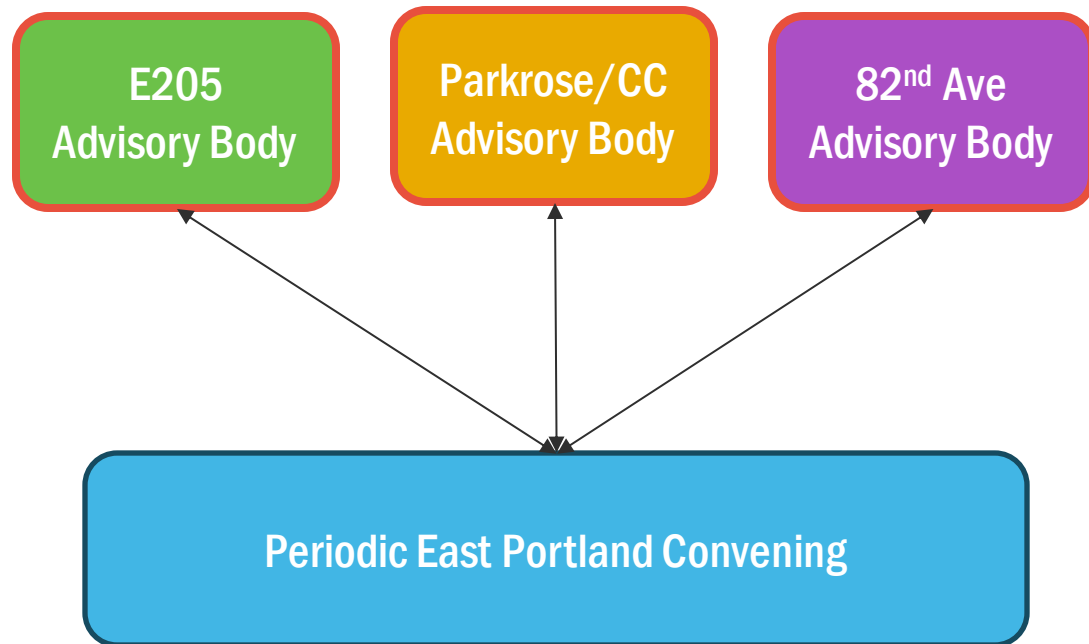 E205
Advisory Body
Parkrose/CC
Advisory Body
82nd Ave
Advisory Body
Periodic East Portland Convening